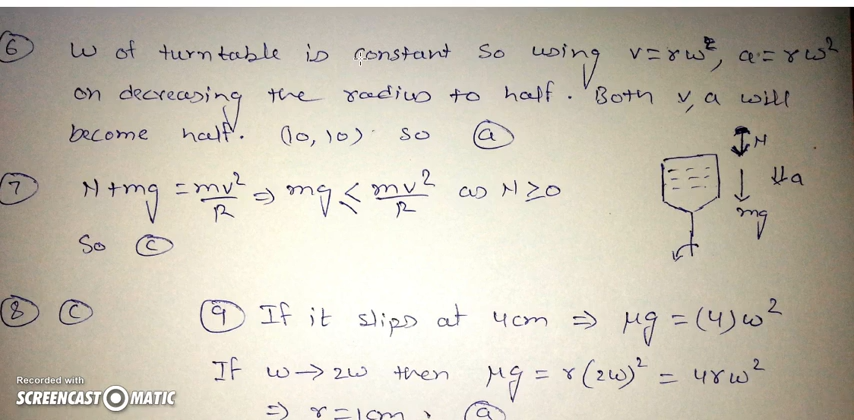 ⑥ W of turntable is constant so using v=rω², a=rω²
on decreasing the radius to half. Both v, a will
become half. (10, 10). so ⓐ
N
⑦ N+mg = mv²/R ⇒ mg ≤ mv²/R as N ≥ 0
a
mg
So ⓒ
⑧ ⓒ ⑨ If it slips at 4cm ⇒ μg = (4)ω²
If ω→2ω then μg = r(2ω)² = 4rω²
⇒ r=1cm, ⓐ
Recorded with
SCREENCAST MATIC